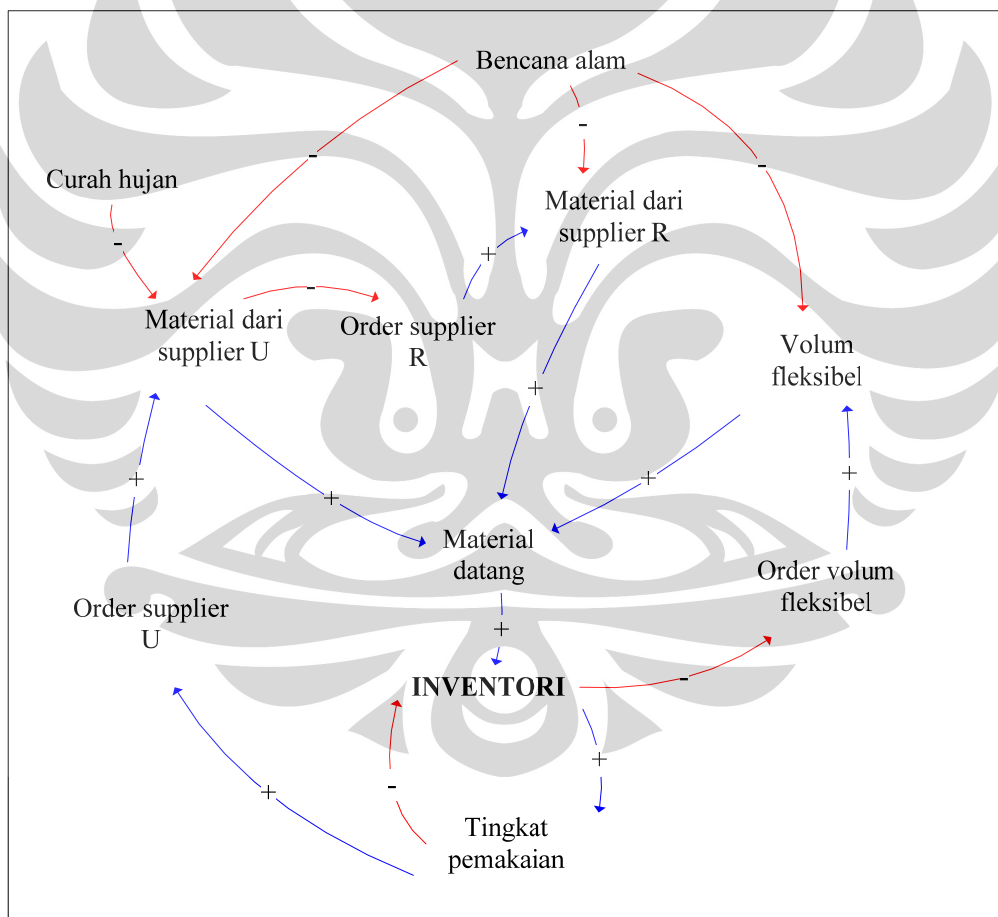 Bencana alam
-
-
-
Curah hujan
-
Material dari
supplier R
+
-
Material dari
supplier U
Order supplier
R
Volum
fleksibel
+
+
+
+
+
Material
datang
Order volum
fleksibel
Order supplier
U
+
INVENTORI
-
+
-
+
Tingkat
pemakaian